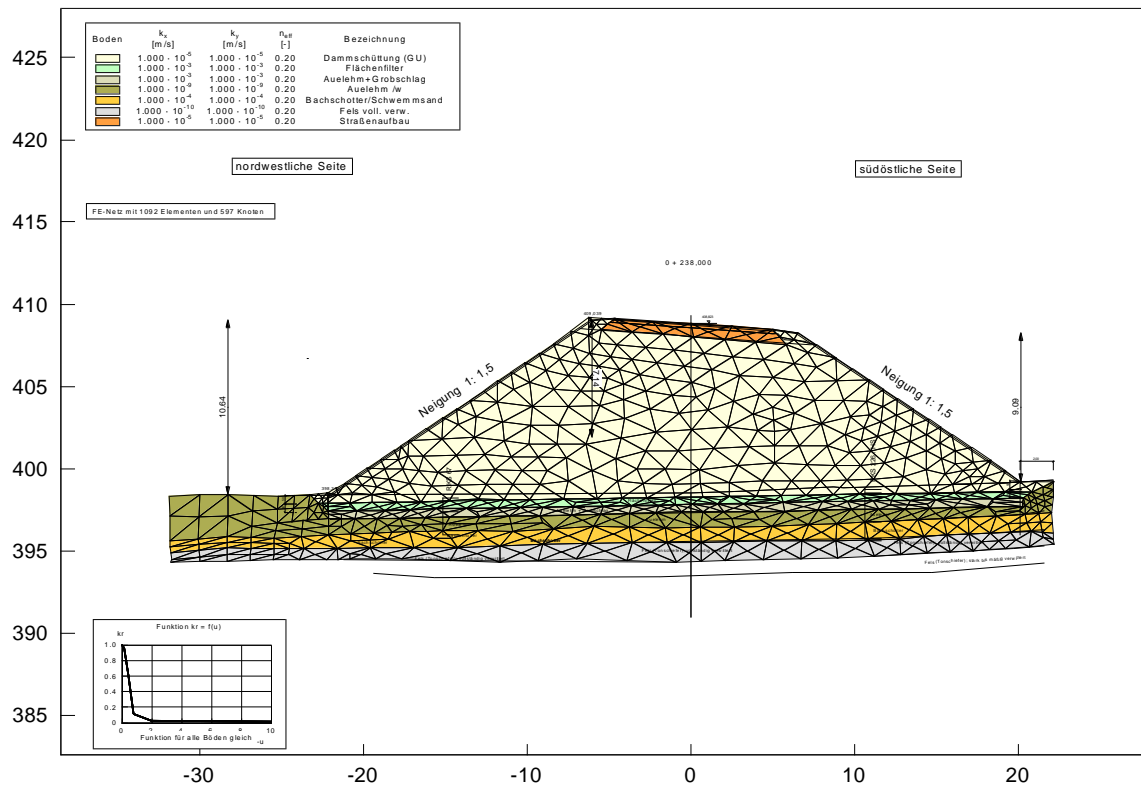 425
420
415
410
405
400
395
390
385
-30
-20
-10
0
10
20
Boden kx ky neff Bezeichnung
[m/s] [m/s] [-]
1.000 · 10⁻⁵ 1.000 · 10⁻⁵ 0.20 Dammschüttung (GU)
1.000 · 10⁻³ 1.000 · 10⁻³ 0.20 Flächenfilter
1.000 · 10⁻³ 1.000 · 10⁻³ 0.20 Auelehm+Grobschlag
1.000 · 10⁻⁹ 1.000 · 10⁻⁹ 0.20 Auelehm /w
1.000 · 10⁻⁴ 1.000 · 10⁻⁴ 0.20 Bachschotter/Schwemmsand
1.000 · 10⁻¹⁰ 1.000 · 10⁻¹⁰ 0.20 Fels voll. verw.
1.000 · 10⁻⁵ 1.000 · 10⁻⁵ 0.20 Straßenaufbau
nordwestliche Seite
südöstliche Seite
FE-Netz mit 1092 Elementen und 597 Knoten
0 + 238,000
Neigung 1: 1,5
Neigung 1: 1,5
10.64
7.14
9.09
Funktion kr = f(u)
kr
1.0
0.8
0.6
0.4
0.2
0
0 2 4 6 8 10
Funktion für alle Böden gleich -u